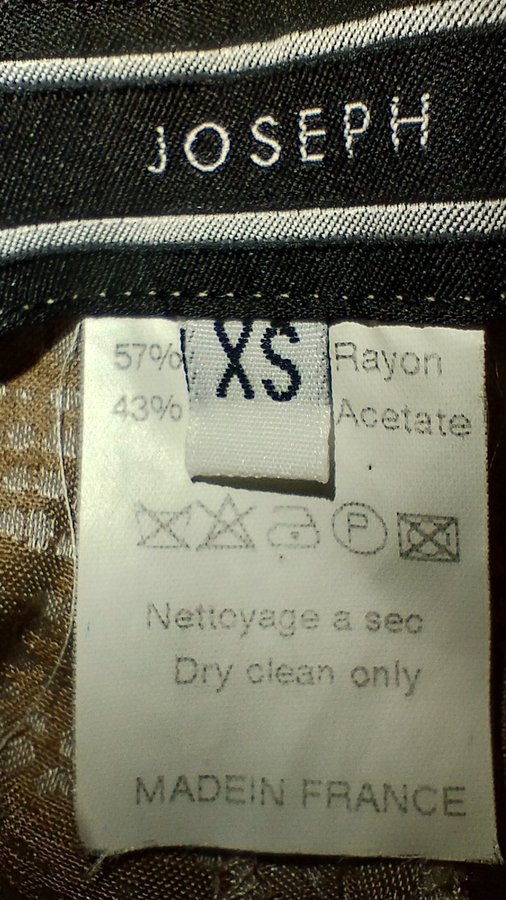 JOSEPH
XS
57% Rayon
43% Acetate
P
Nettoyage a sec
Dry clean only
MADEIN FRANCE